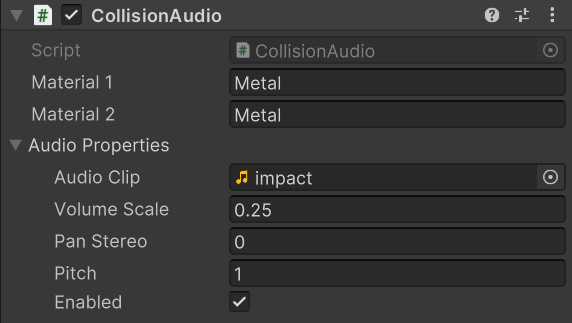 CollisionAudio
Script CollisionAudio
Material 1 Metal
Material 2 Metal
Audio Properties
Audio Clip impact
Volume Scale 0.25
Pan Stereo 0
Pitch 1
Enabled